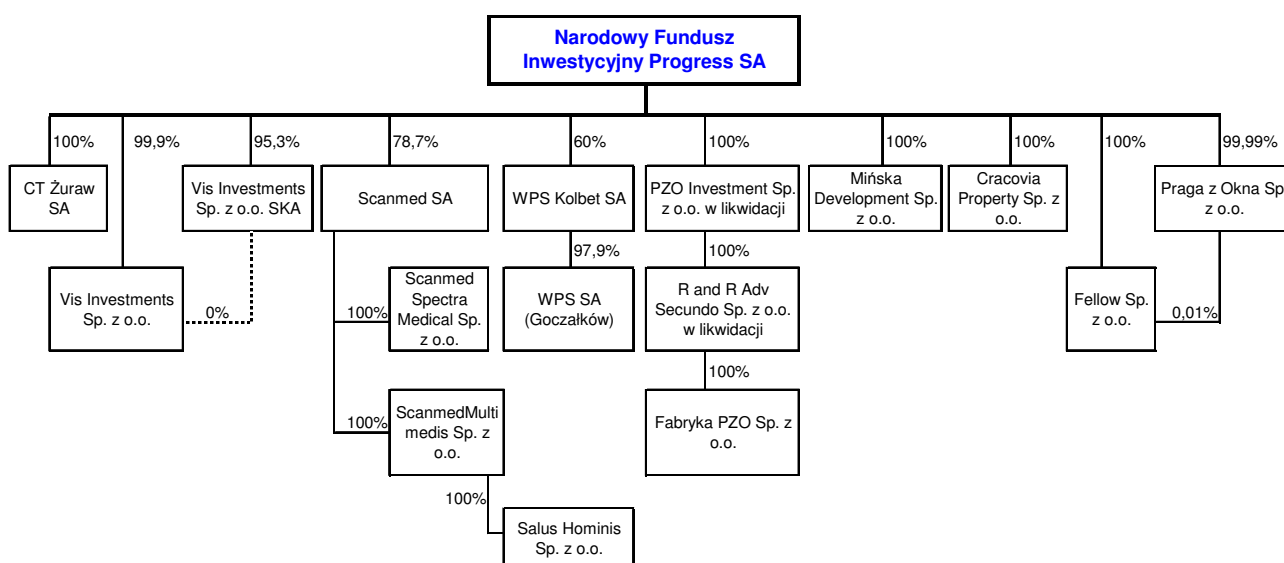 Narodowy Fundusz
Inwestycyjny Progress SA
100%
99,9%
95,3%
78,7%
60%
100%
100%
100%
100%
99,99%
CT Żuraw
SA
Vis Investments
Sp. z o.o. SKA
Scanmed SA
WPS Kolbet SA
PZO Investment Sp.
z o.o. w likwidacji
Mińska
Development Sp.
z o.o.
Cracovia
Property Sp. z
o.o.
Praga z Okna Sp.
z o.o.
97,9%
100%
Vis Investments
Sp. z o.o.
0%
100%
Scanmed
Spectra
Medical Sp.
z o.o.
WPS SA
(Goczałków)
R and R Adv
Secundo Sp. z o.o.
w likwidacji
Fellow Sp.
z o.o.
0,01%
100%
100%
ScanmedMulti
medis Sp. z
o.o.
Fabryka PZO Sp. z
o.o.
100%
Salus Hominis
Sp. z o.o.